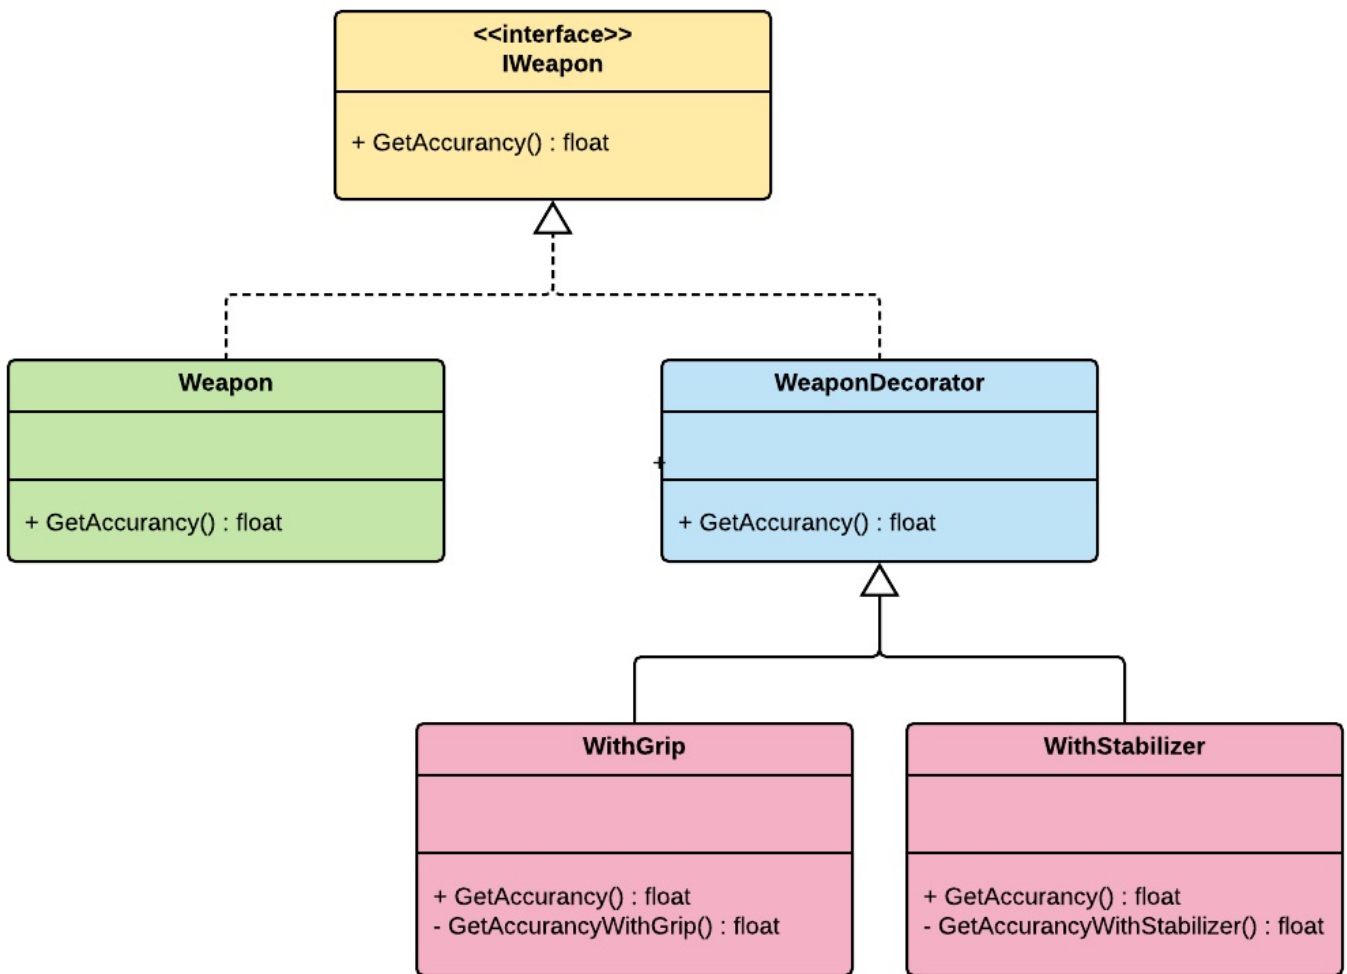 <<interface>>
IWeapon
+ GetAccurancy() : float
Weapon
+ GetAccurancy() : float
WeaponDecorator
+
+ GetAccurancy() : float
WithGrip
+ GetAccurancy() : float
- GetAccurancyWithGrip() : float
WithStabilizer
+ GetAccurancy() : float
- GetAccurancyWithStabilizer() : float